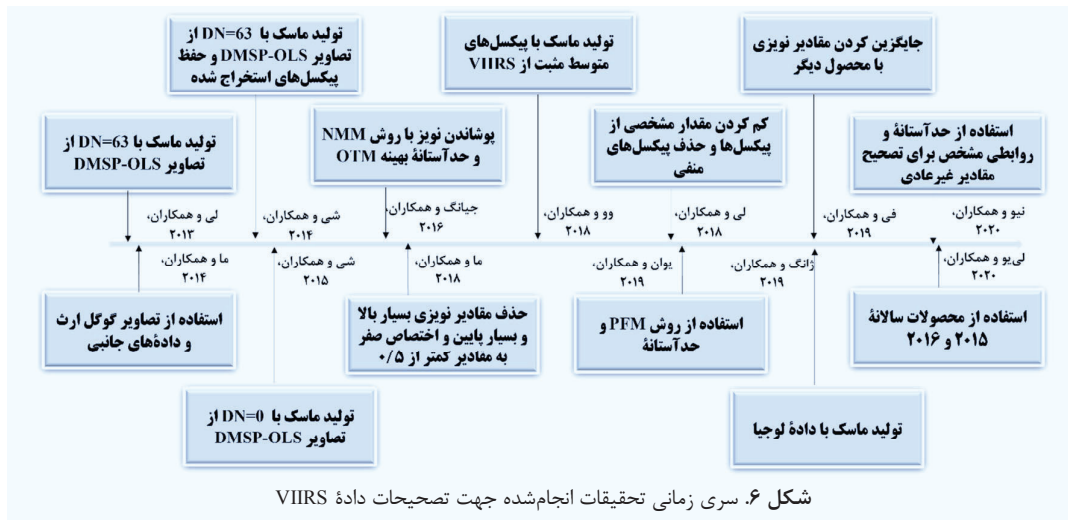 تولید ماسک با DN=63 از
تصاویر DMSP-OLS و حفظ
پیکسل‌های استخراج شده
تولید ماسک با پیکسل‌های
متوسط مثبت از VIIRS
جایگزین کردن مقادیر نویزی
با محصول دیگر
تولید ماسک با DN=63 از
تصاویر DMSP-OLS
پوشاندن نویز با روش NMM
و حدآستانهٔ بهینه OTM
کم کردن مقدار مشخصی از
پیکسل‌ها و حذف پیکسل‌های
منفی
استفاده از حدآستانهٔ و
روابطی مشخص برای تصحیح
مقادیر غیرعادی
لی و همکاران،
۲۰۱۳
شی و همکاران،
۲۰۱۴
جیانگ و همکاران،
۲۰۱۶
وو و همکاران،
۲۰۱۸
لی و همکاران،
۲۰۱۸
فی و همکاران،
۲۰۱۹
نیو و همکاران،
۲۰۲۰
ما و همکاران،
۲۰۱۴
شی و همکاران،
۲۰۱۵
ما و همکاران،
۲۰۱۸
یوان و همکاران،
۲۰۱۹
ژانگ و همکاران،
۲۰۱۹
لی‌یو و همکاران،
۲۰۲۰
استفاده از تصاویر گوگل ارث
و داده‌های جانبی
حذف مقادیر نویزی بسیار بالا
و بسیار پایین و اختصاص صفر
به مقادیر کمتر از ۰/۵
استفاده از روش PFM و
حدآستانهٔ
استفاده از محصولات سالانهٔ
۲۰۱۵ و ۲۰۱۶
تولید ماسک با DN=0 از
تصاویر DMSP-OLS
تولید ماسک با دادهٔ لوجیا
شکل ۶. سری زمانی تحقیقات انجام‌شده جهت تصحیحات دادهٔ VIIRS